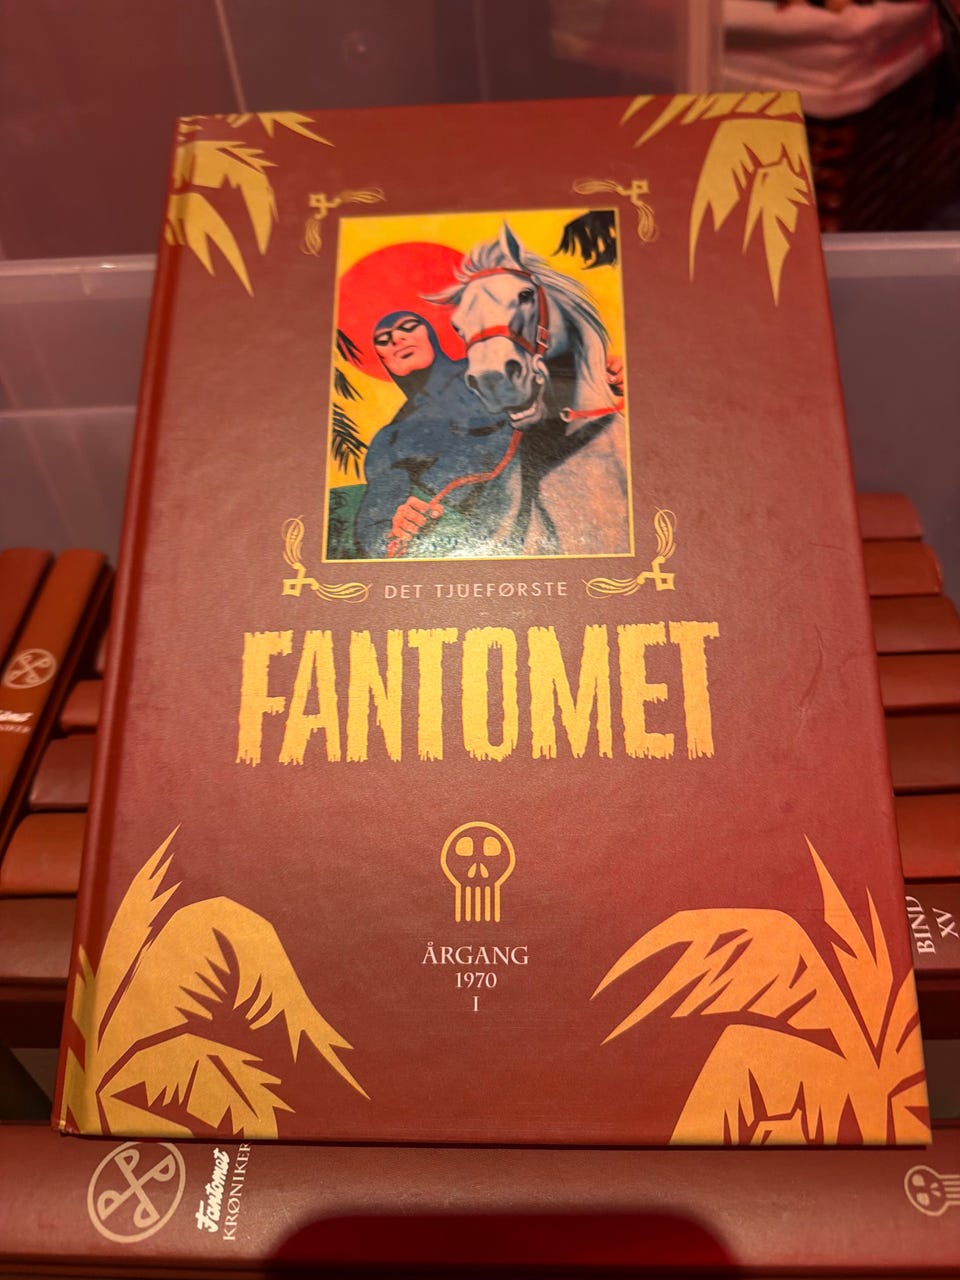 DET TJUEFØRSTE
FANTOMET
ÅRGANG
1970
I
BIND
XV
Fantomet
KRØNIKER